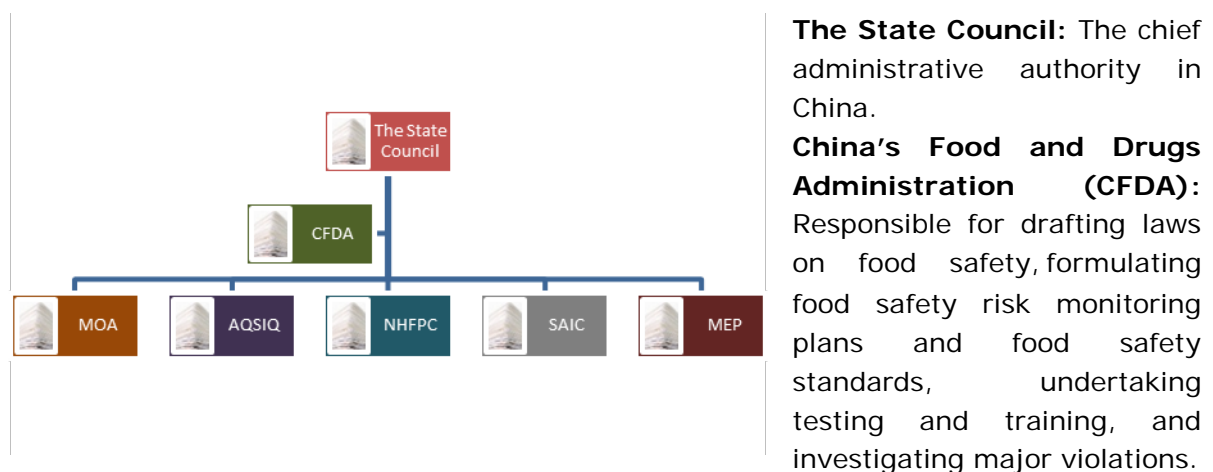 The State
Council
CFDA
MOA
AQSIQ
NHFPC
SAIC
MEP
The State Council: The chief
administrative authority in
China.
China's Food and Drugs
Administration (CFDA):
Responsible for drafting laws
on food safety, formulating
food safety risk monitoring
plans and food safety
standards, undertaking
testing and training, and
investigating major violations.